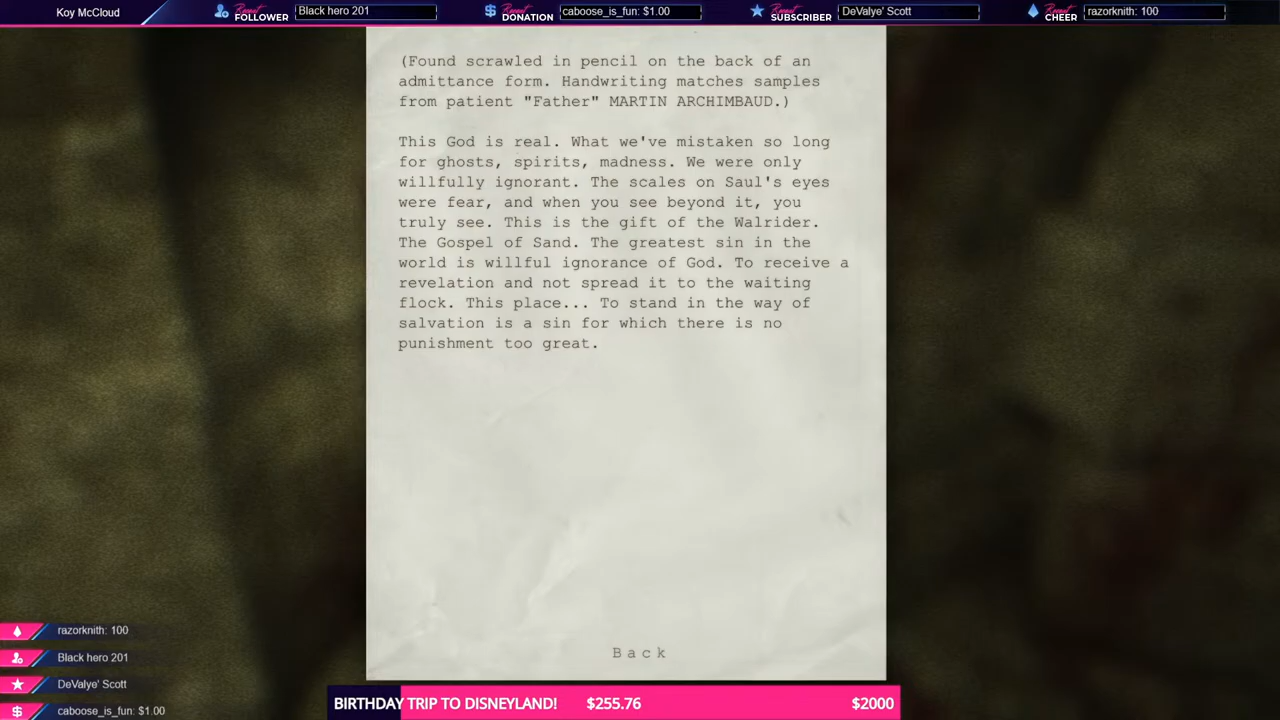 Koy McCloud
Recent FOLLOWER
Black hero 201
Recent DONATION
caboose_is_fun: $1.00
Recent SUBSCRIBER
DeValye' Scott
Recent CHEER
razorknith: 100
(Found scrawled in pencil on the back of an
admittance form. Handwriting matches samples
from patient "Father" MARTIN ARCHIMBAUD.)
This God is real. What we've mistaken so long
for ghosts, spirits, madness. We were only
willfully ignorant. The scales on Saul's eyes
were fear, and when you see beyond it, you
truly see. This is the gift of the Walrider.
The Gospel of Sand. The greatest sin in the
world is willful ignorance of God. To receive a
revelation and not spread it to the waiting
flock. This place... To stand in the way of
salvation is a sin for which there is no
punishment too great.
Back
razorknith: 100
Black hero 201
DeValye' Scott
caboose_is_fun: $1.00
BIRTHDAY TRIP TO DISNEYLAND! $255.76 $2000